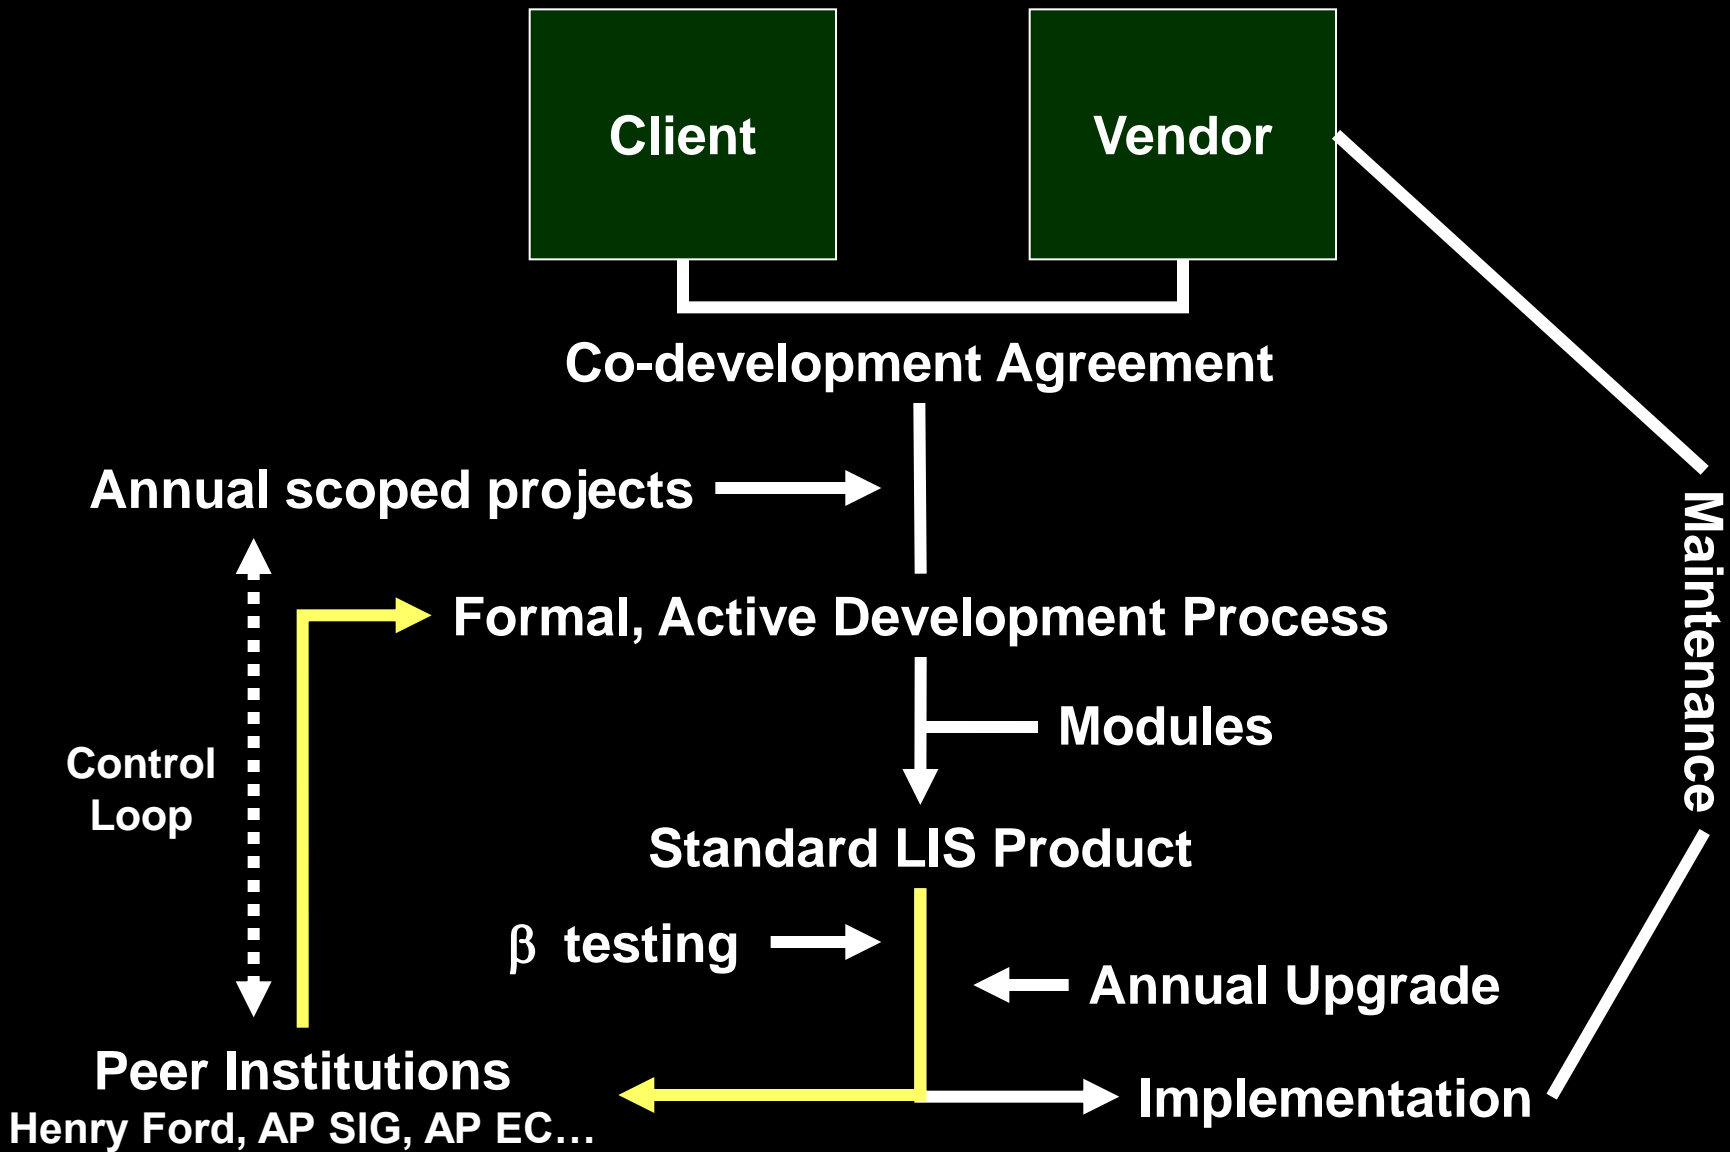 Client
Vendor
Co-development Agreement
Annual scoped projects
Maintenance
Formal, Active Development Process
Modules
Control
Loop
Standard LIS Product
β testing
Annual Upgrade
Peer Institutions
Implementation
Henry Ford, AP SIG, AP EC…